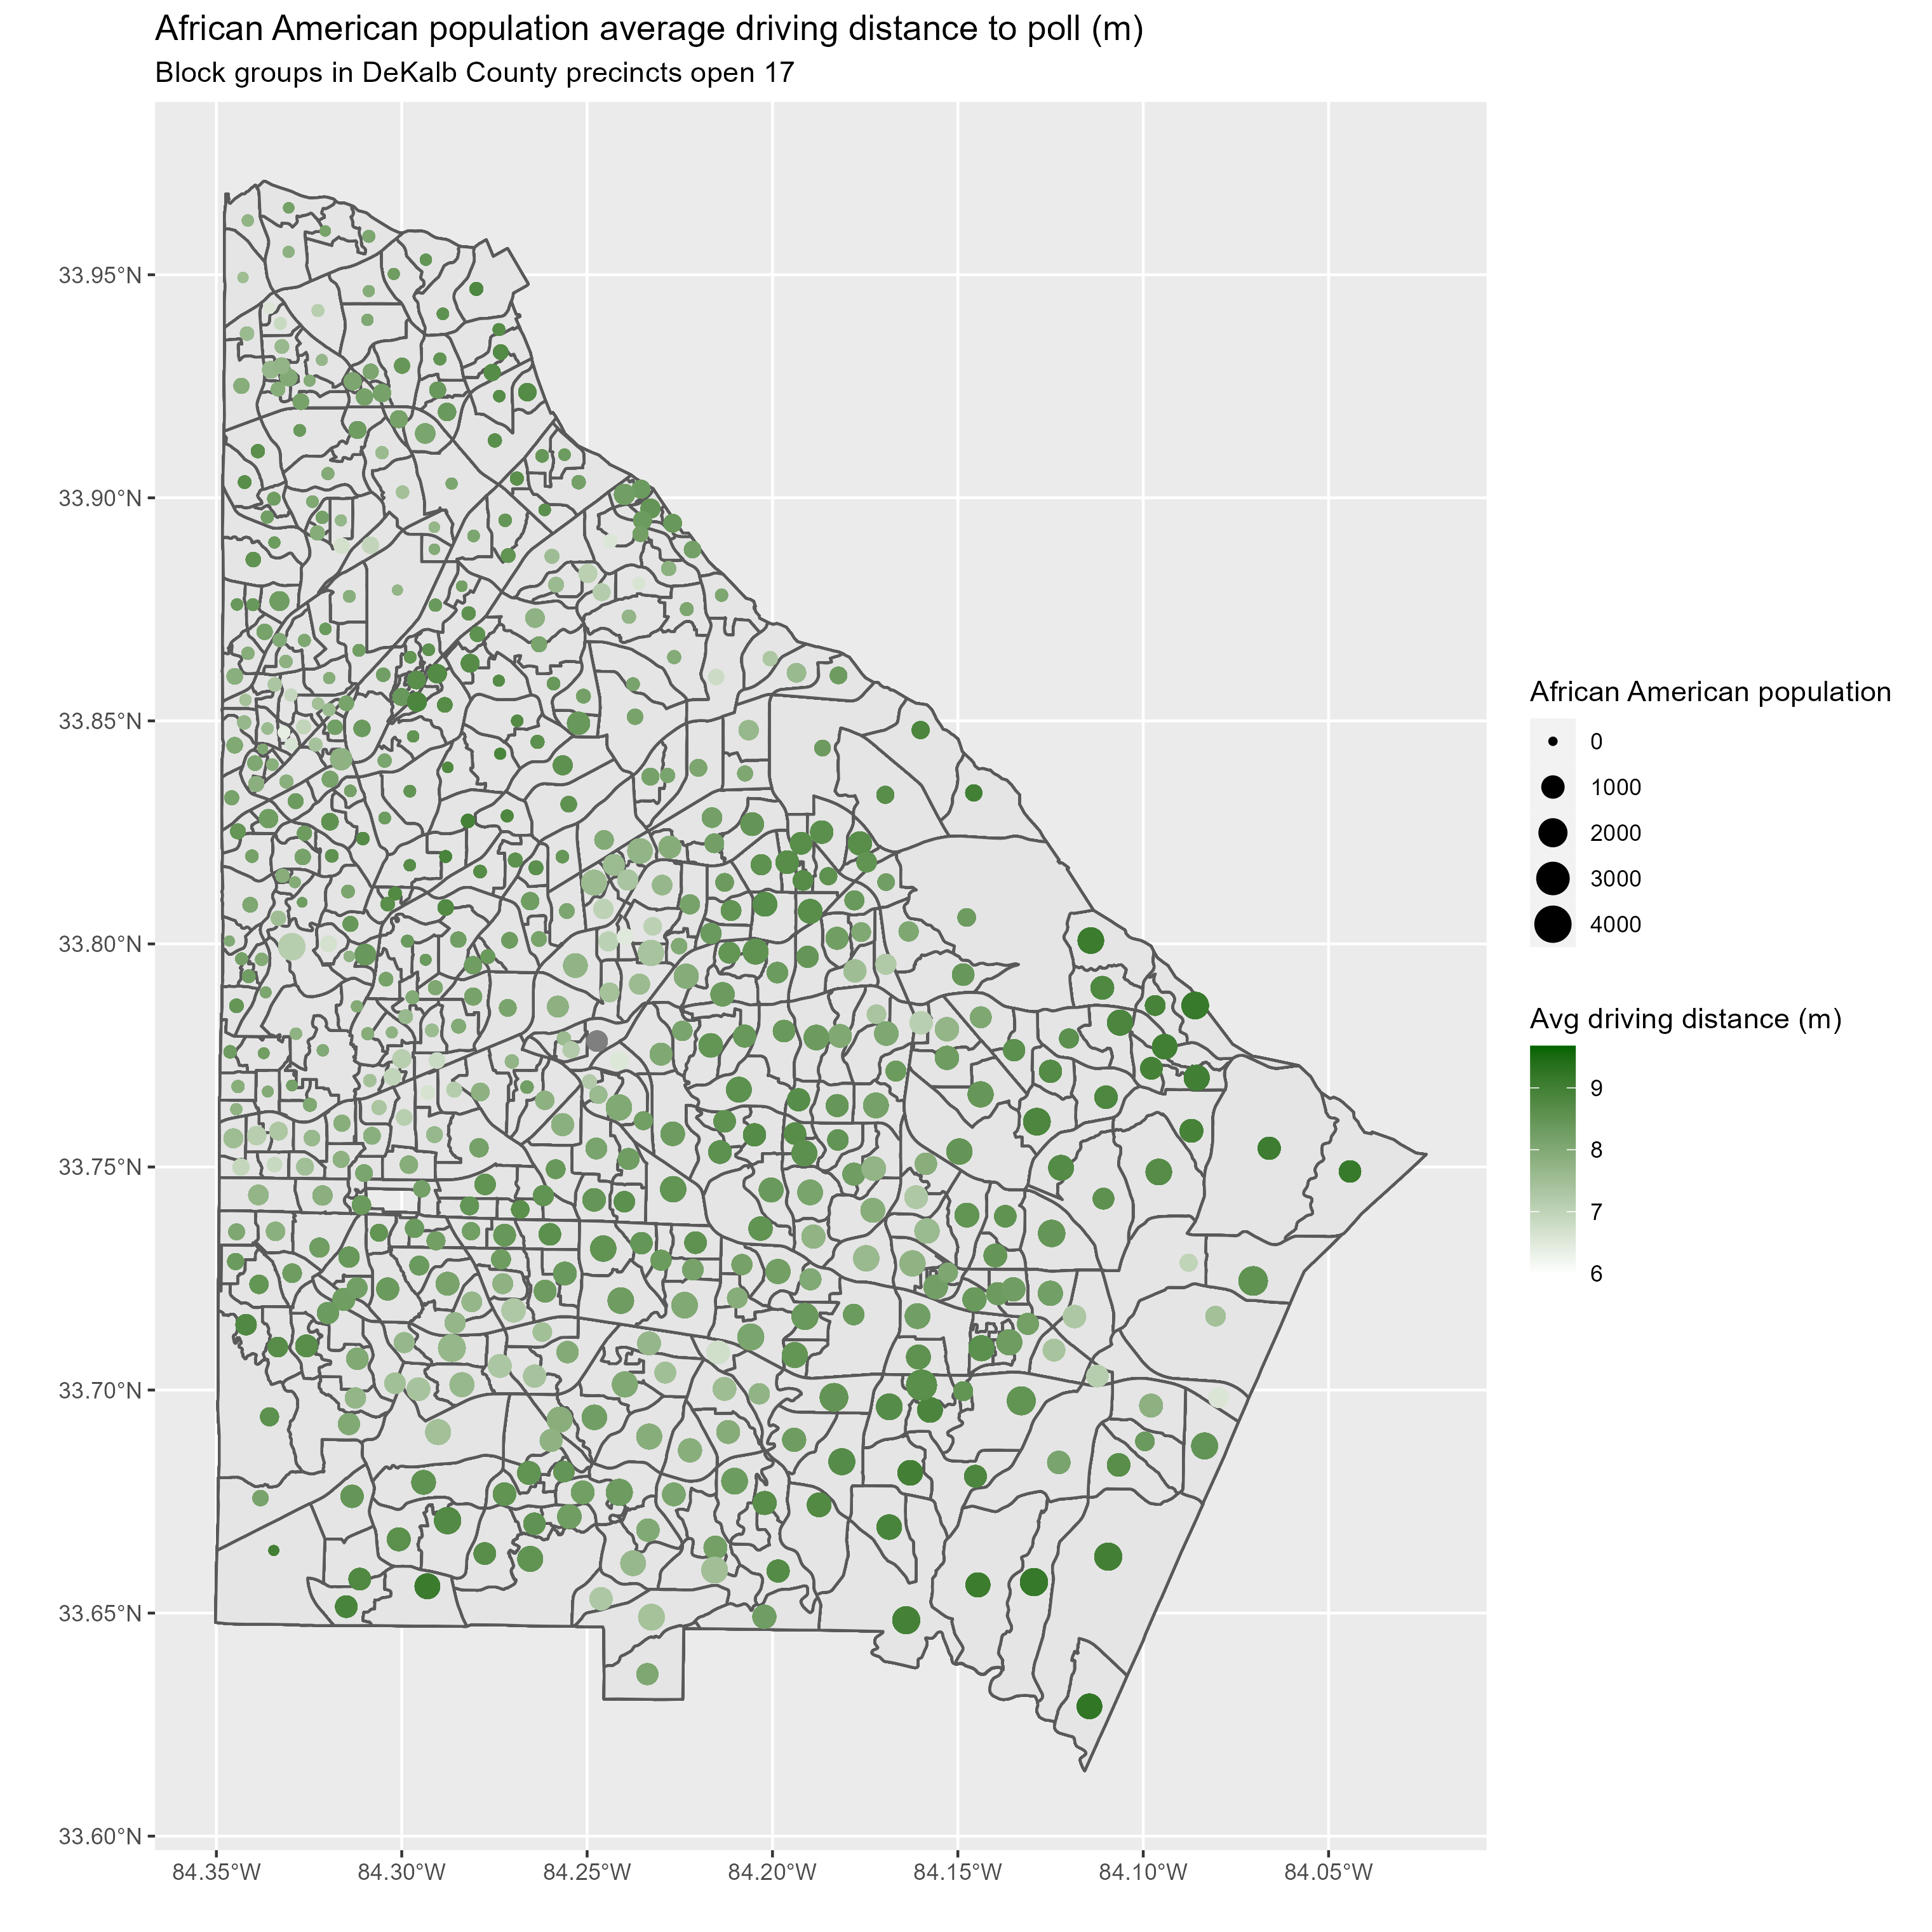 African American population average driving distance to poll (m)
Block groups in DeKalb County precincts open 17
33.95°N
33.90°N
33.85°N
33.80°N
33.75°N
33.70°N
33.65°N
33.60°N
84.35°W
84.30°W
84.25°W
84.20°W
84.15°W
84.10°W
84.05°W
African American population
0
1000
2000
3000
4000
Avg driving distance (m)
9
8
7
6